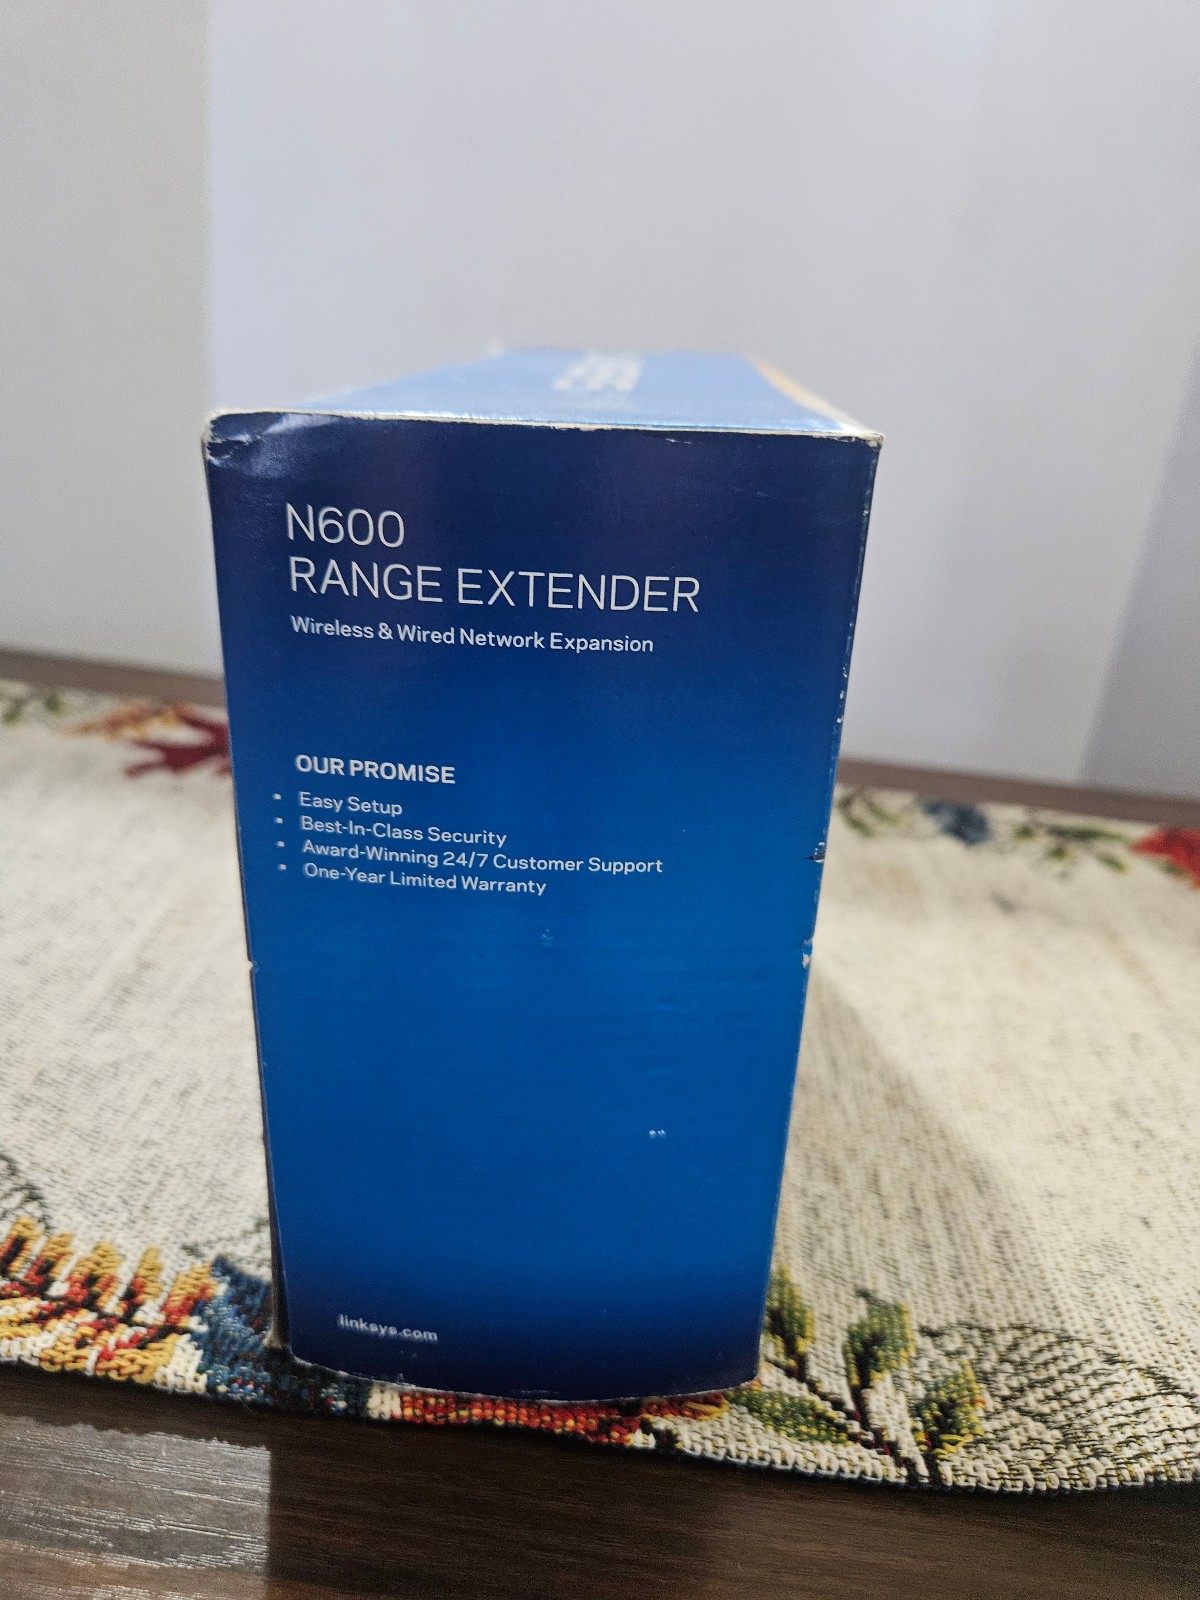 N600
RANGE EXTENDER
Wireless & Wired Network Expansion
OUR PROMISE
▪ Easy Setup
▪ Best-In-Class Security
▪ Award-Winning 24/7 Customer Support
▪ One-Year Limited Warranty
linksys.com